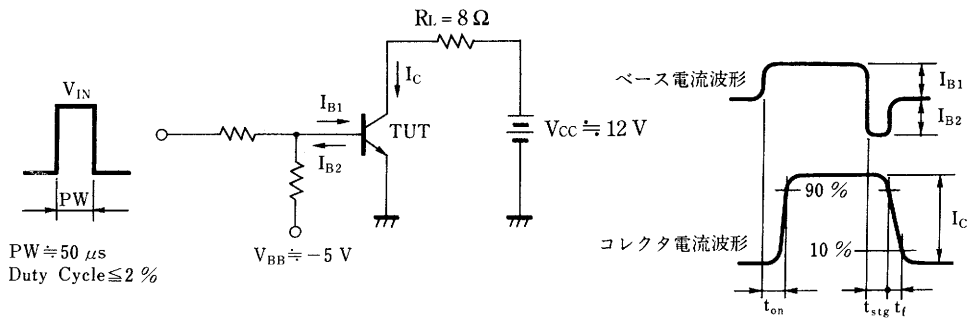 V_IN
PW
PW≒50 μs
Duty Cycle≦2 %
R_L = 8 Ω
I_C
I_B1
TUT
I_B2
V_BB≒−5 V
V_CC≒12 V
ベース電流波形
I_B1
I_B2
90 %
コレクタ電流波形
10 %
I_C
t_on
t_stg
t_f